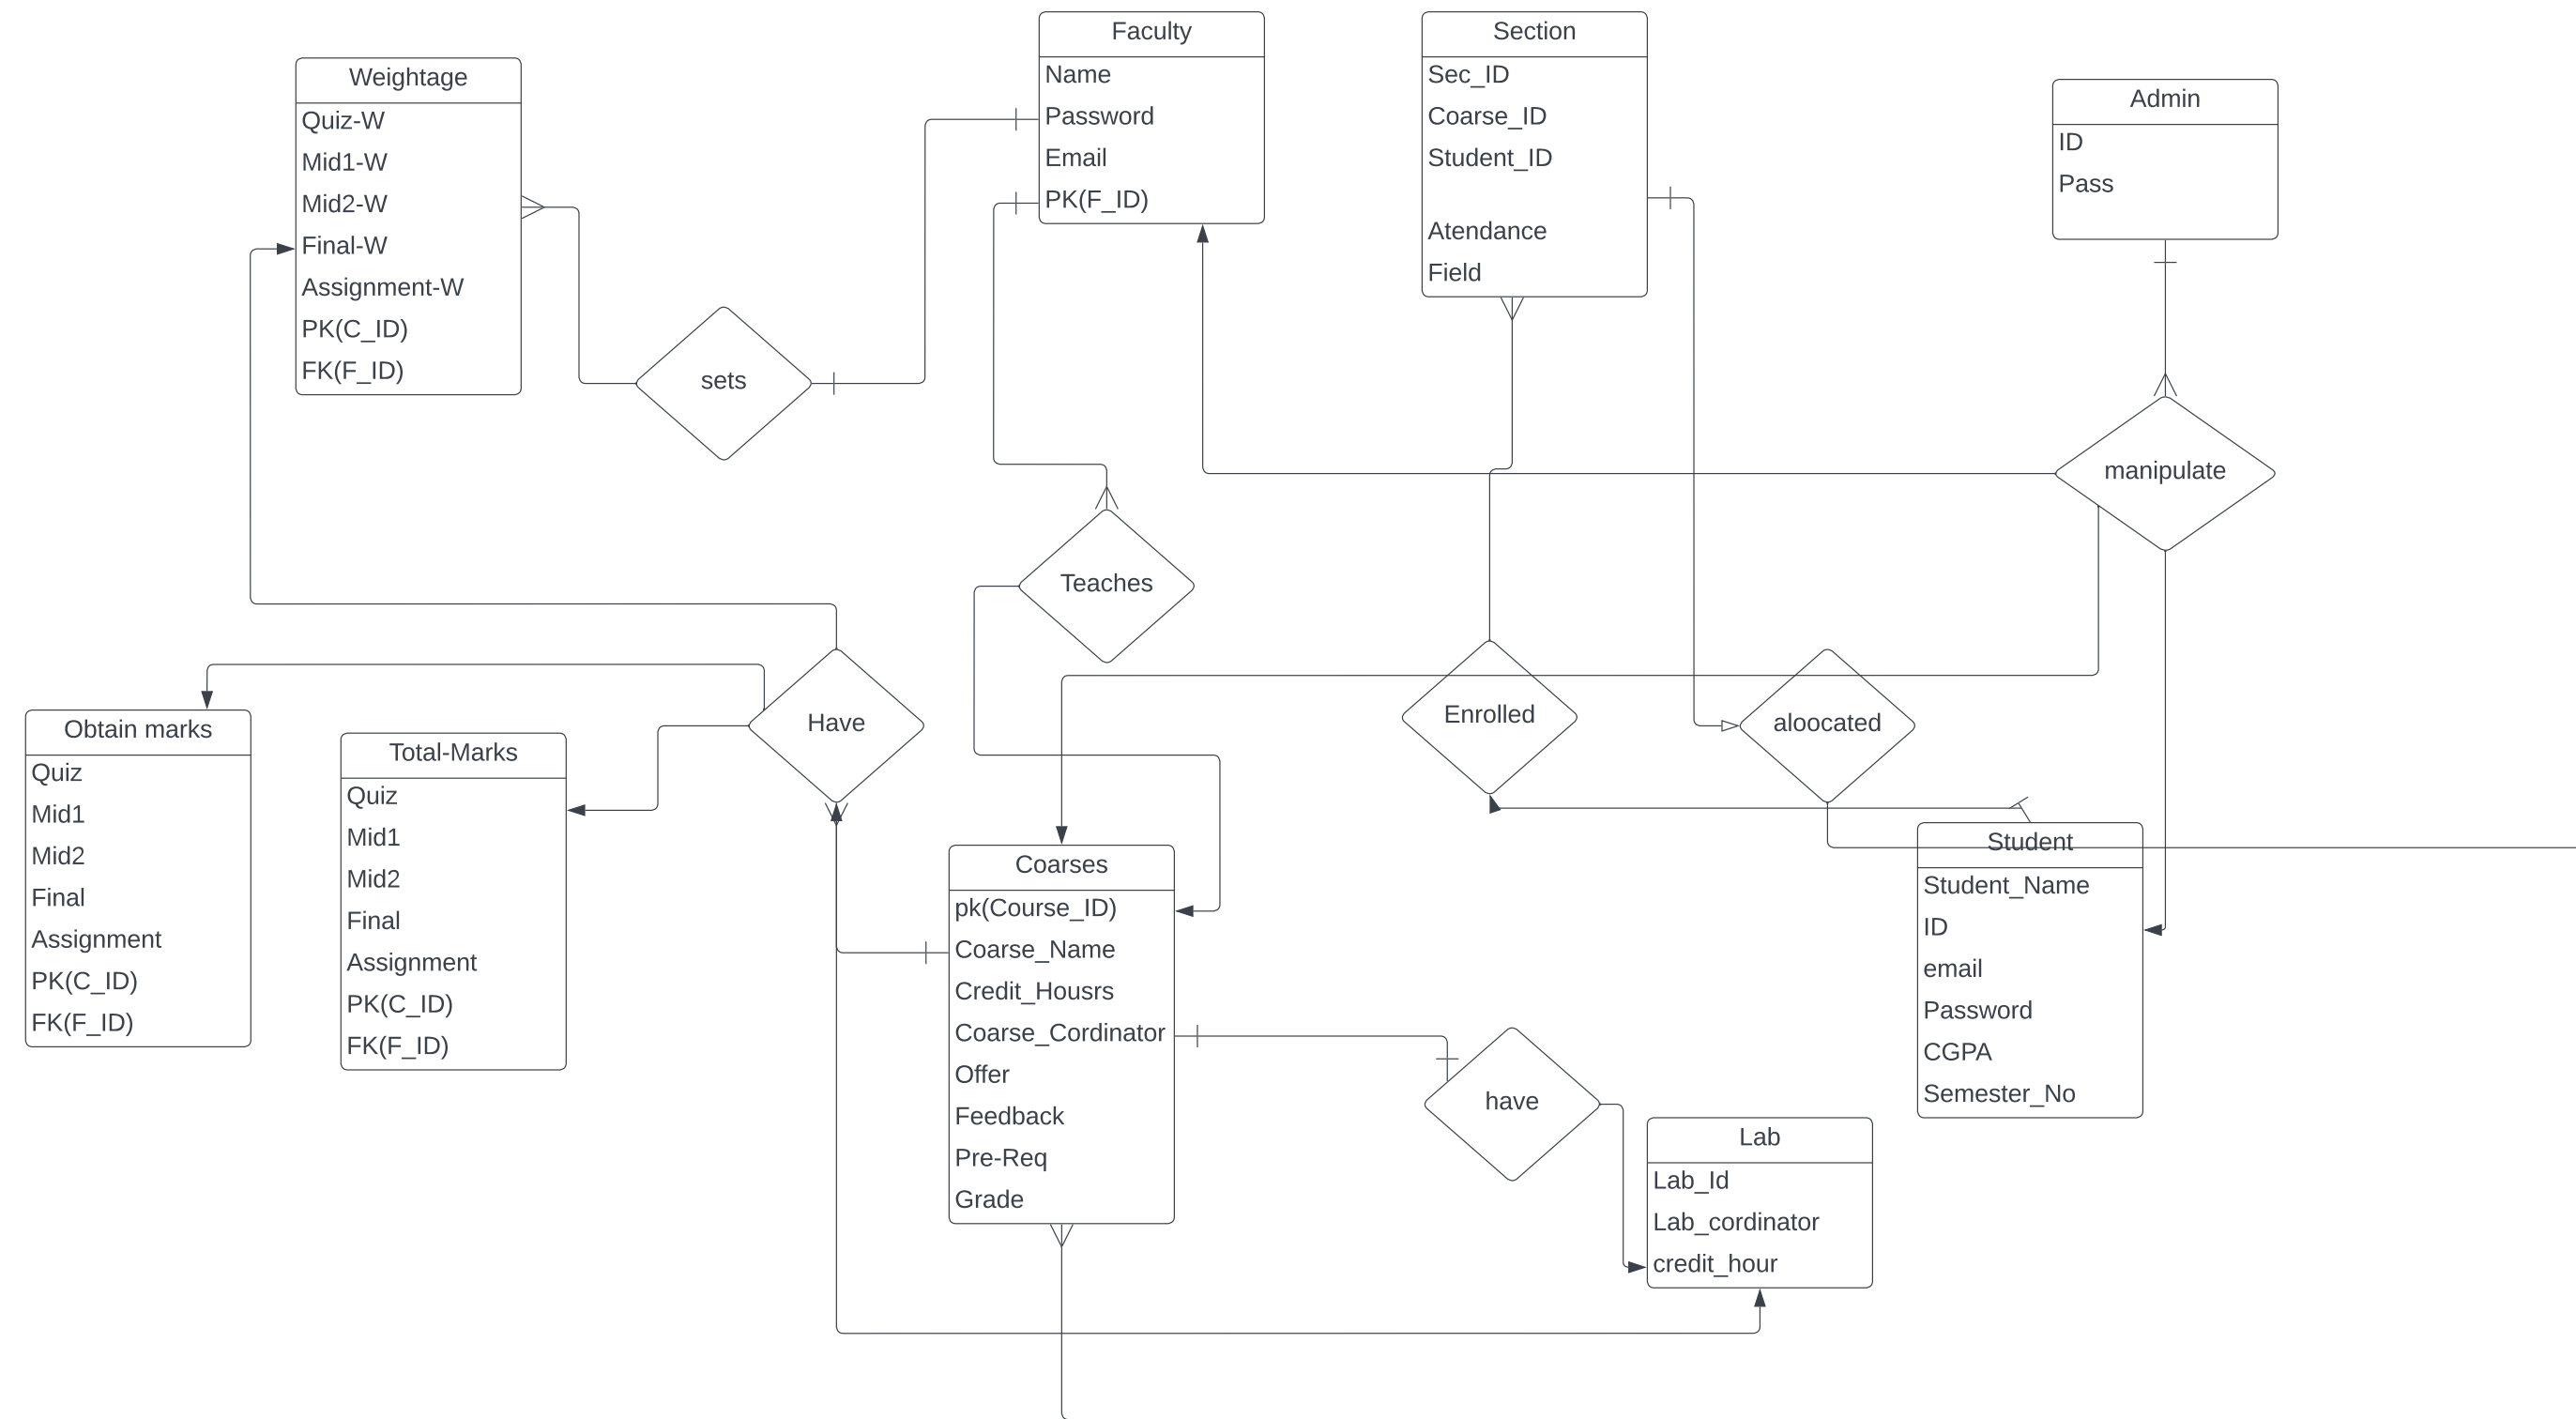 Weightage
Quiz-W
Mid1-W
Mid2-W
Final-W
Assignment-W
PK(C_ID)
FK(F_ID)
Faculty
Name
Password
Email
PK(F_ID)
Section
Sec_ID
Coarse_ID
Student_ID
Atendance
Field
Admin
ID
Pass
sets
manipulate
Teaches
Have
Enrolled
aloocated
Obtain marks
Quiz
Mid1
Mid2
Final
Assignment
PK(C_ID)
FK(F_ID)
Total-Marks
Quiz
Mid1
Mid2
Final
Assignment
PK(C_ID)
FK(F_ID)
Coarses
pk(Course_ID)
Coarse_Name
Credit_Housrs
Coarse_Cordinator
Offer
Feedback
Pre-Req
Grade
have
Student
Student_Name
ID
email
Password
CGPA
Semester_No
Lab
Lab_Id
Lab_cordinator
credit_hour